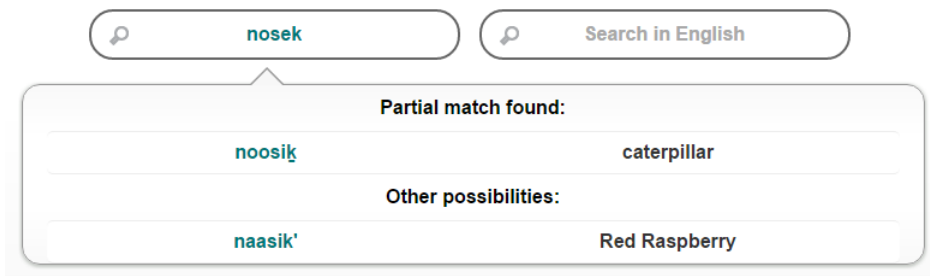 nosek Search in English
Partial match found:
noosiḵ caterpillar
Other possibilities:
naasik' Red Raspberry